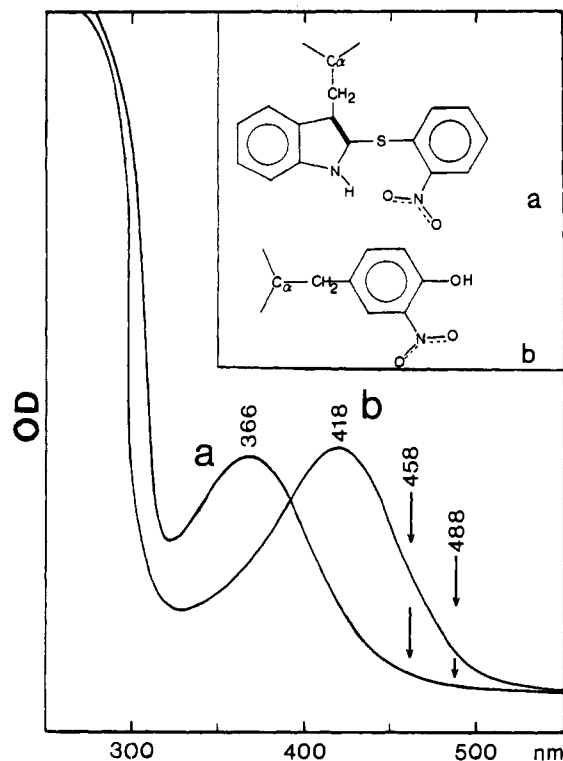 Cα
CH2
S
N
H
O N O
a
Cα CH2 OH
N O
O
b
OD
a
b
366
418
458
488
300 400 500 nm